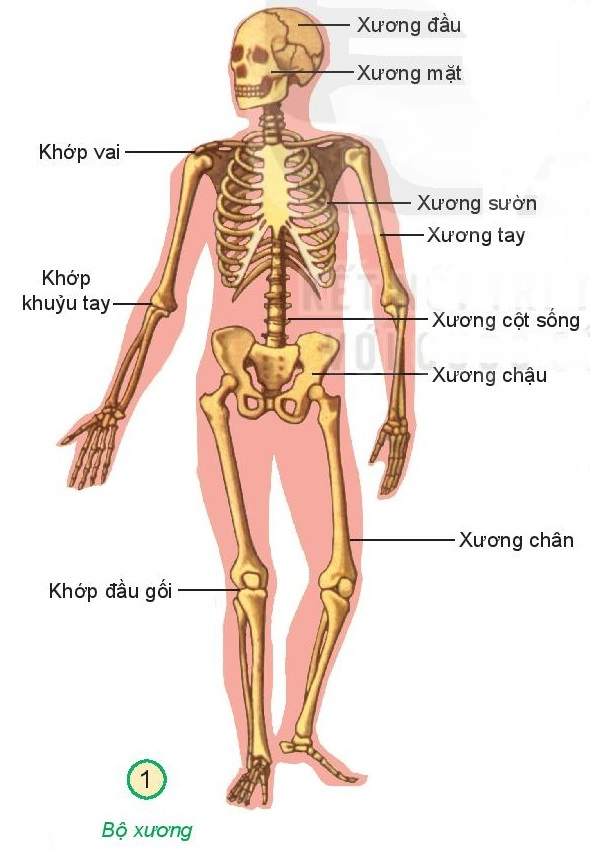 Xương đầu
Xương mặt
Khớp vai
Xương sườn
Xương tay
Khớp
khuỷu tay
Xương cột sống
Xương chậu
Xương chân
Khớp đầu gối
1
Bộ xương